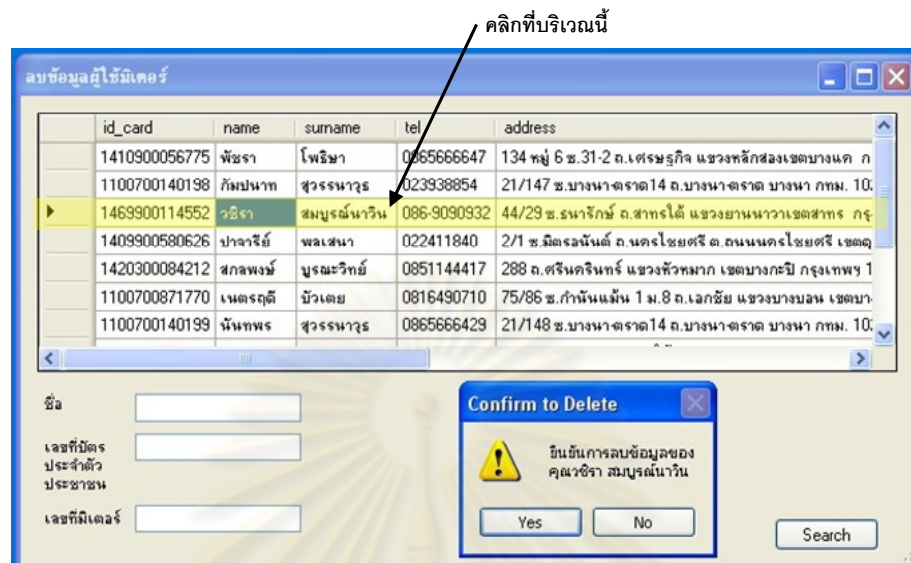 คลิกที่บริเวณนี้
ลบข้อมูลผู้ใช้มิเตอร์
id_card name surname tel address
1410900056775 พัชรา โพธิษา 0865666647 134 หมู่ 6 ซ.31-2 ถ.เศรษฐกิจ แขวงหลักสองเขตบางแค ก
1100700140198 กัมปนาท สุวรรณาวุธ 023938854 21/147 ซ.บางนา-ตราด14 ถ.บางนา-ตราด บางนา กทม. 10
1469900114552 วชิรา สมบูรณ์นาวิน 086-9090932 44/29 ซ.ธนารักษ์ ถ.สาทรใต้ แขวงยานนาวาเขตสาทร กรุ
1409900580626 ปาจารีย์ พลเสนา 022411840 2/1 ซ.มิตรอนันต์ ถ.นครไชยศรี ต.ถนนนครไชยศรี เขตดุ
1420300084212 สกลพงษ์ บูรณะวิทย์ 0851144417 288 ถ.ศรีนครินทร์ แขวงหัวหมาก เขตบางกะปิ กรุงเทพฯ 1
1100700871770 เนตรฤดี บัวเตย 0816490710 75/86 ซ.กำนันแม้น 1 ม.8 ถ.เอกชัย แขวงบางบอน เขตบา
1100700140199 นันทพร สุวรรณาวุธ 0865666429 21/148 ซ.บางนา-ตราด14 ถ.บางนา-ตราด บางนา กทม. 10
ชื่อ
เลขที่บัตร
ประจำตัว
ประชาชน
เลขที่มิเตอร์
Confirm to Delete
ยืนยันการลบข้อมูลของ
คุณวชิรา สมบูรณ์นาวิน
Yes No
Search